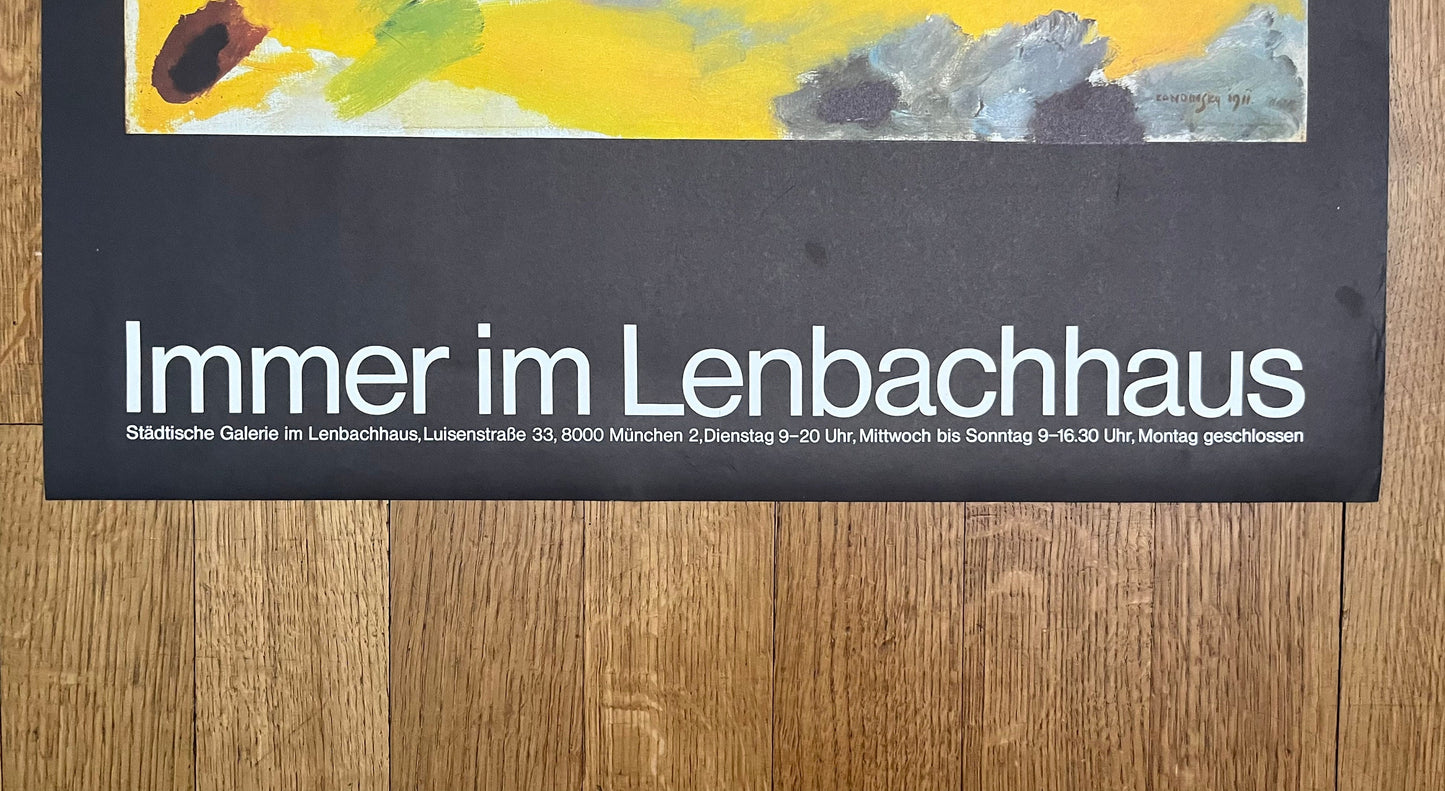 KANDINSKY 1911
Immer im Lenbachhaus
Städtische Galerie im Lenbachhaus, Luisenstraße 33, 8000 München 2, Dienstag 9–20 Uhr, Mittwoch bis Sonntag 9–16.30 Uhr, Montag geschlossen